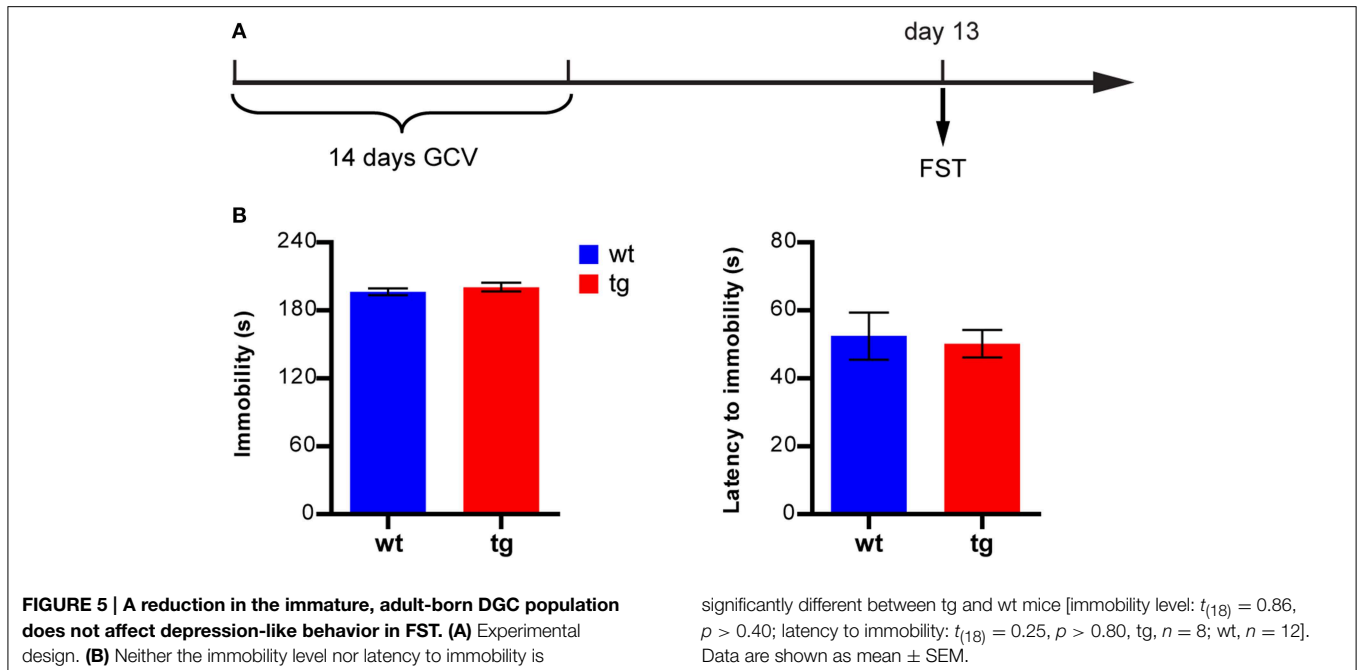 A
day 13
14 days GCV
FST
B
240
180
120
60
0
Immobility (s)
wt
tg
wt
tg
80
60
40
20
0
Latency to immobility (s)
wt
tg
FIGURE 5 | A reduction in the immature, adult-born DGC population
does not affect depression-like behavior in FST. (A) Experimental
design. (B) Neither the immobility level nor latency to immobility is
significantly different between tg and wt mice [immobility level: t(18) = 0.86,
p > 0.40; latency to immobility: t(18) = 0.25, p > 0.80, tg, n = 8; wt, n = 12].
Data are shown as mean ± SEM.